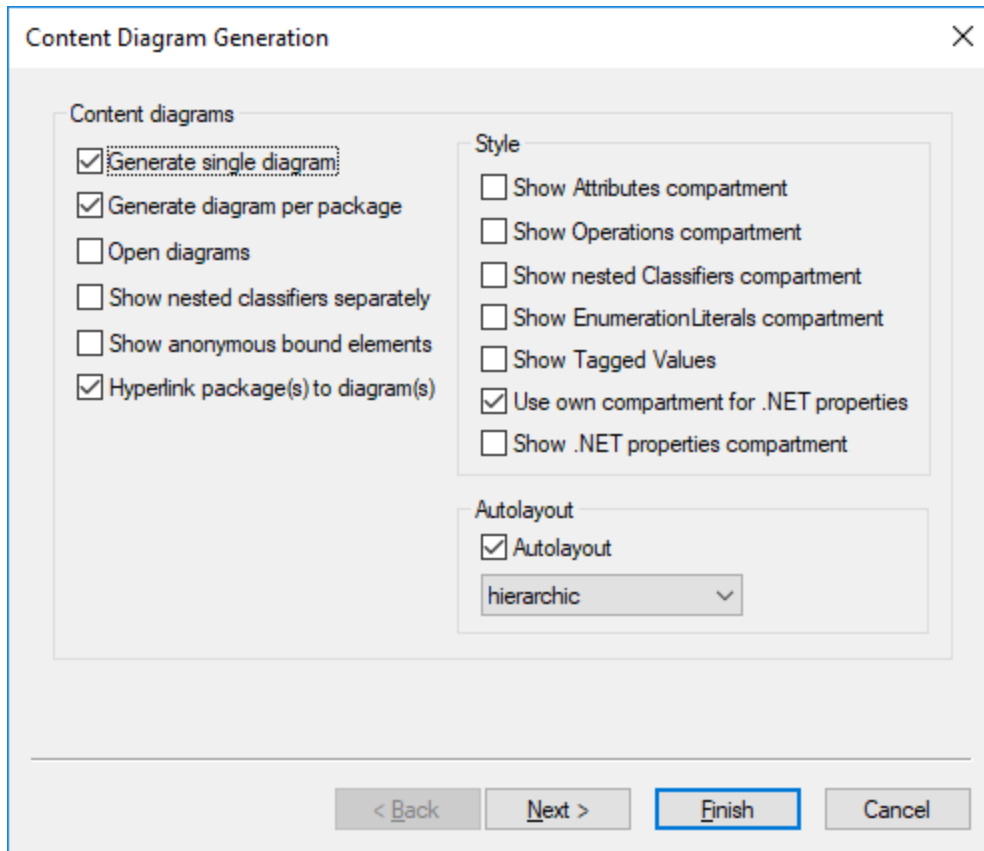 Content Diagram Generation
Content diagrams
Generate single diagram
Generate diagram per package
Open diagrams
Show nested classifiers separately
Show anonymous bound elements
Hyperlink package(s) to diagram(s)
Style
Show Attributes compartment
Show Operations compartment
Show nested Classifiers compartment
Show EnumerationLiterals compartment
Show Tagged Values
Use own compartment for .NET properties
Show .NET properties compartment
Autolayout
Autolayout
hierarchic
< Back
Next >
Finish
Cancel